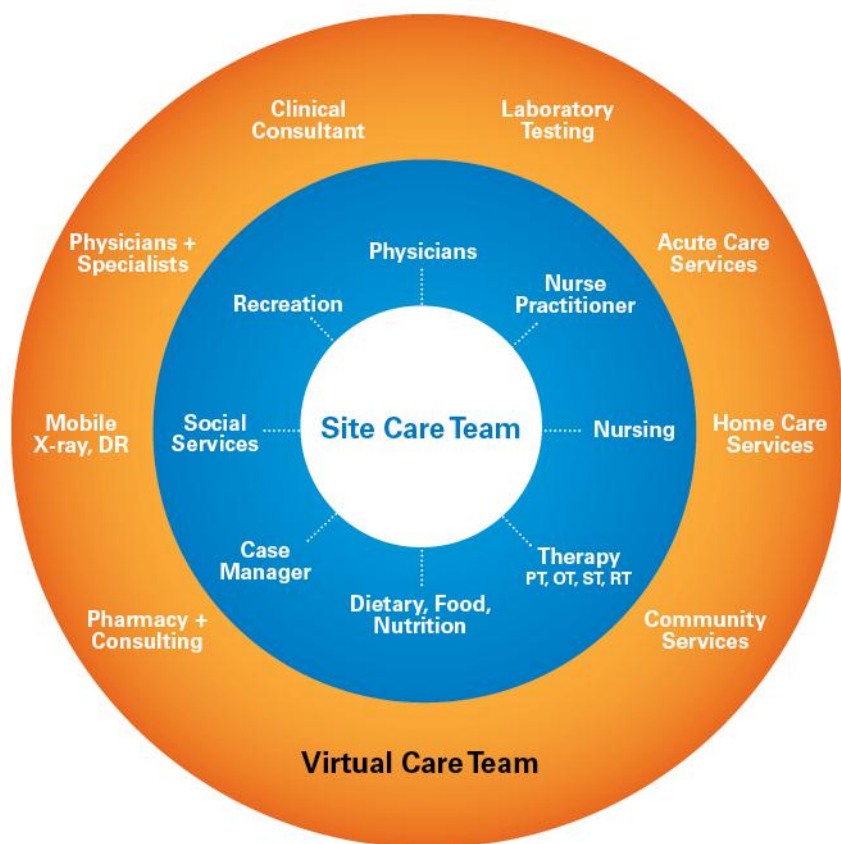 Clinical
Consultant
Laboratory
Testing
Physicians +
Specialists
Acute Care
Services
Physicians
Recreation
Nurse
Practitioner
Mobile
X-ray, DR
Social
Services
Site Care Team
Nursing
Home Care
Services
Case
Manager
Therapy
PT, OT, ST, RT
Dietary, Food,
Nutrition
Pharmacy +
Consulting
Community
Services
Virtual Care Team